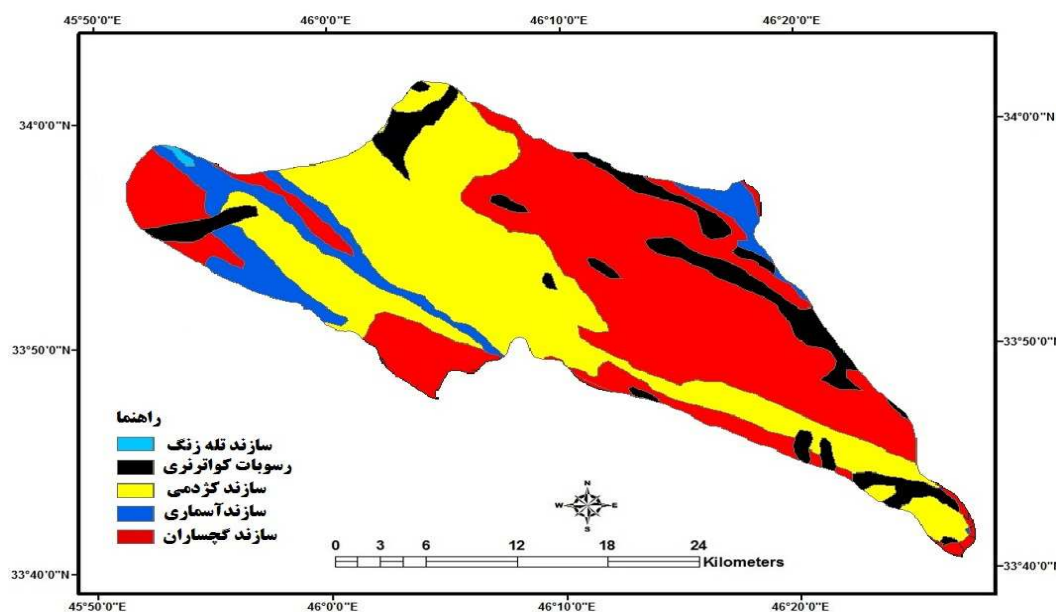 45°50'0"E 46°0'0"E 46°10'0"E 46°20'0"E
34°0'0"N 34°0'0"N
33°50'0"N 33°50'0"N
راهنما
سازند تله زنگ
رسوبات کواترنری
سازند کژدمی
سازند آسماری
سازند گچساران
N
W E
S
0 3 6 12 18 24
Kilometers
33°40'0"N 33°40'0"N
45°50'0"E 46°0'0"E 46°10'0"E 46°20'0"E